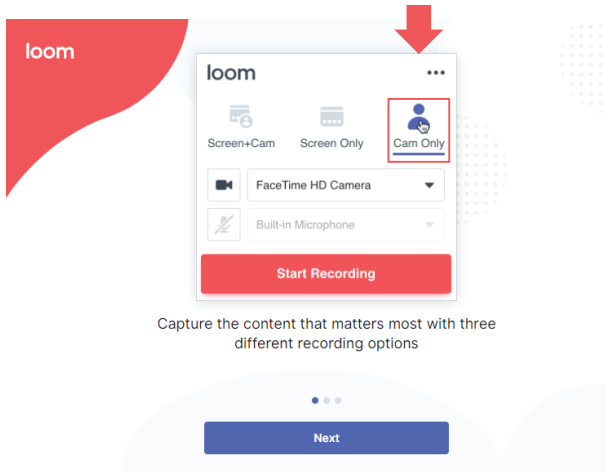 loom
loom
Screen+Cam Screen Only Cam Only
FaceTime HD Camera
Built-in Microphone
Start Recording
Capture the content that matters most with three
different recording options
Next